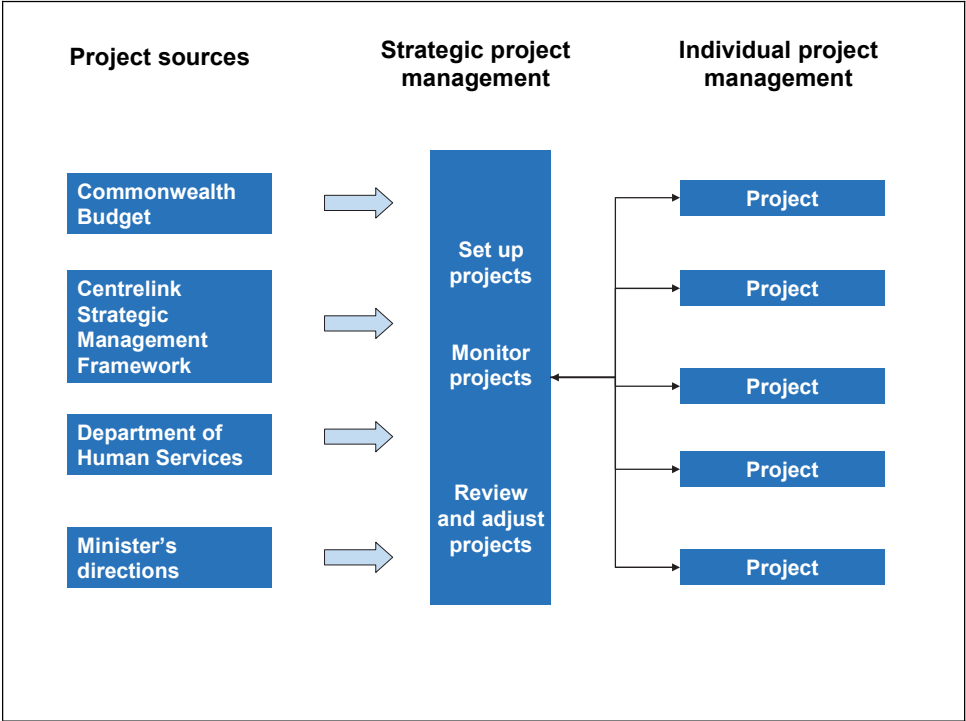 Project sources
Strategic project
management
Individual project
management
Commonwealth
Budget
Centrelink
Strategic
Management
Framework
Department of
Human Services
Minister’s
directions
Set up
projects
Monitor
projects
Review
and adjust
projects
Project
Project
Project
Project
Project